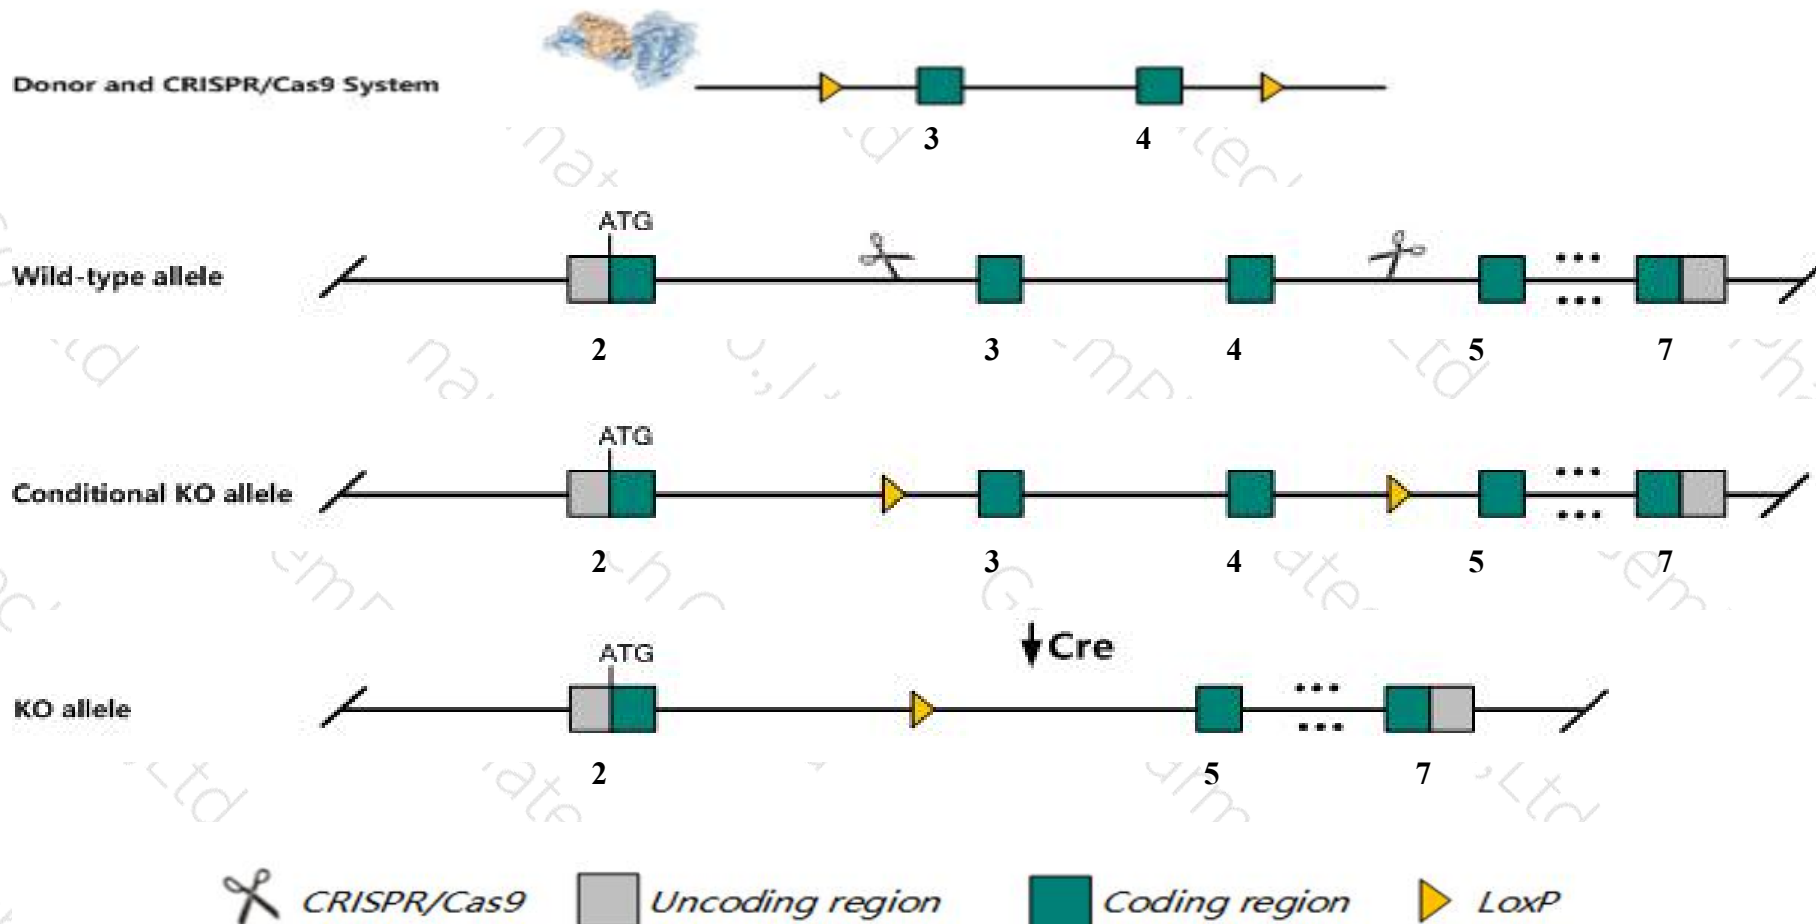 Donor and CRISPR/Cas9 System
3 4
ATG
Wild-type allele
2 3 4 5 7
ATG
Conditional KO allele
2 3 4 5 7
Cre
ATG
KO allele
2 5 7
CRISPR/Cas9 Uncoding region Coding region LoxP